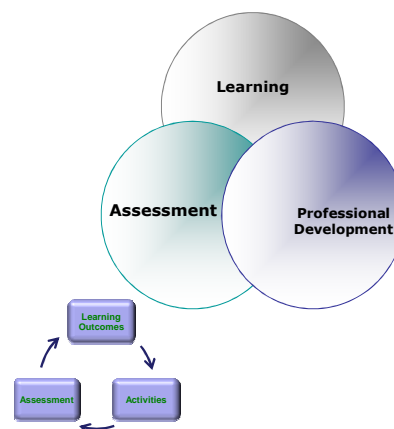 Learning
Assessment
Professional
Development
Learning
Outcomes
Assessment
Activities